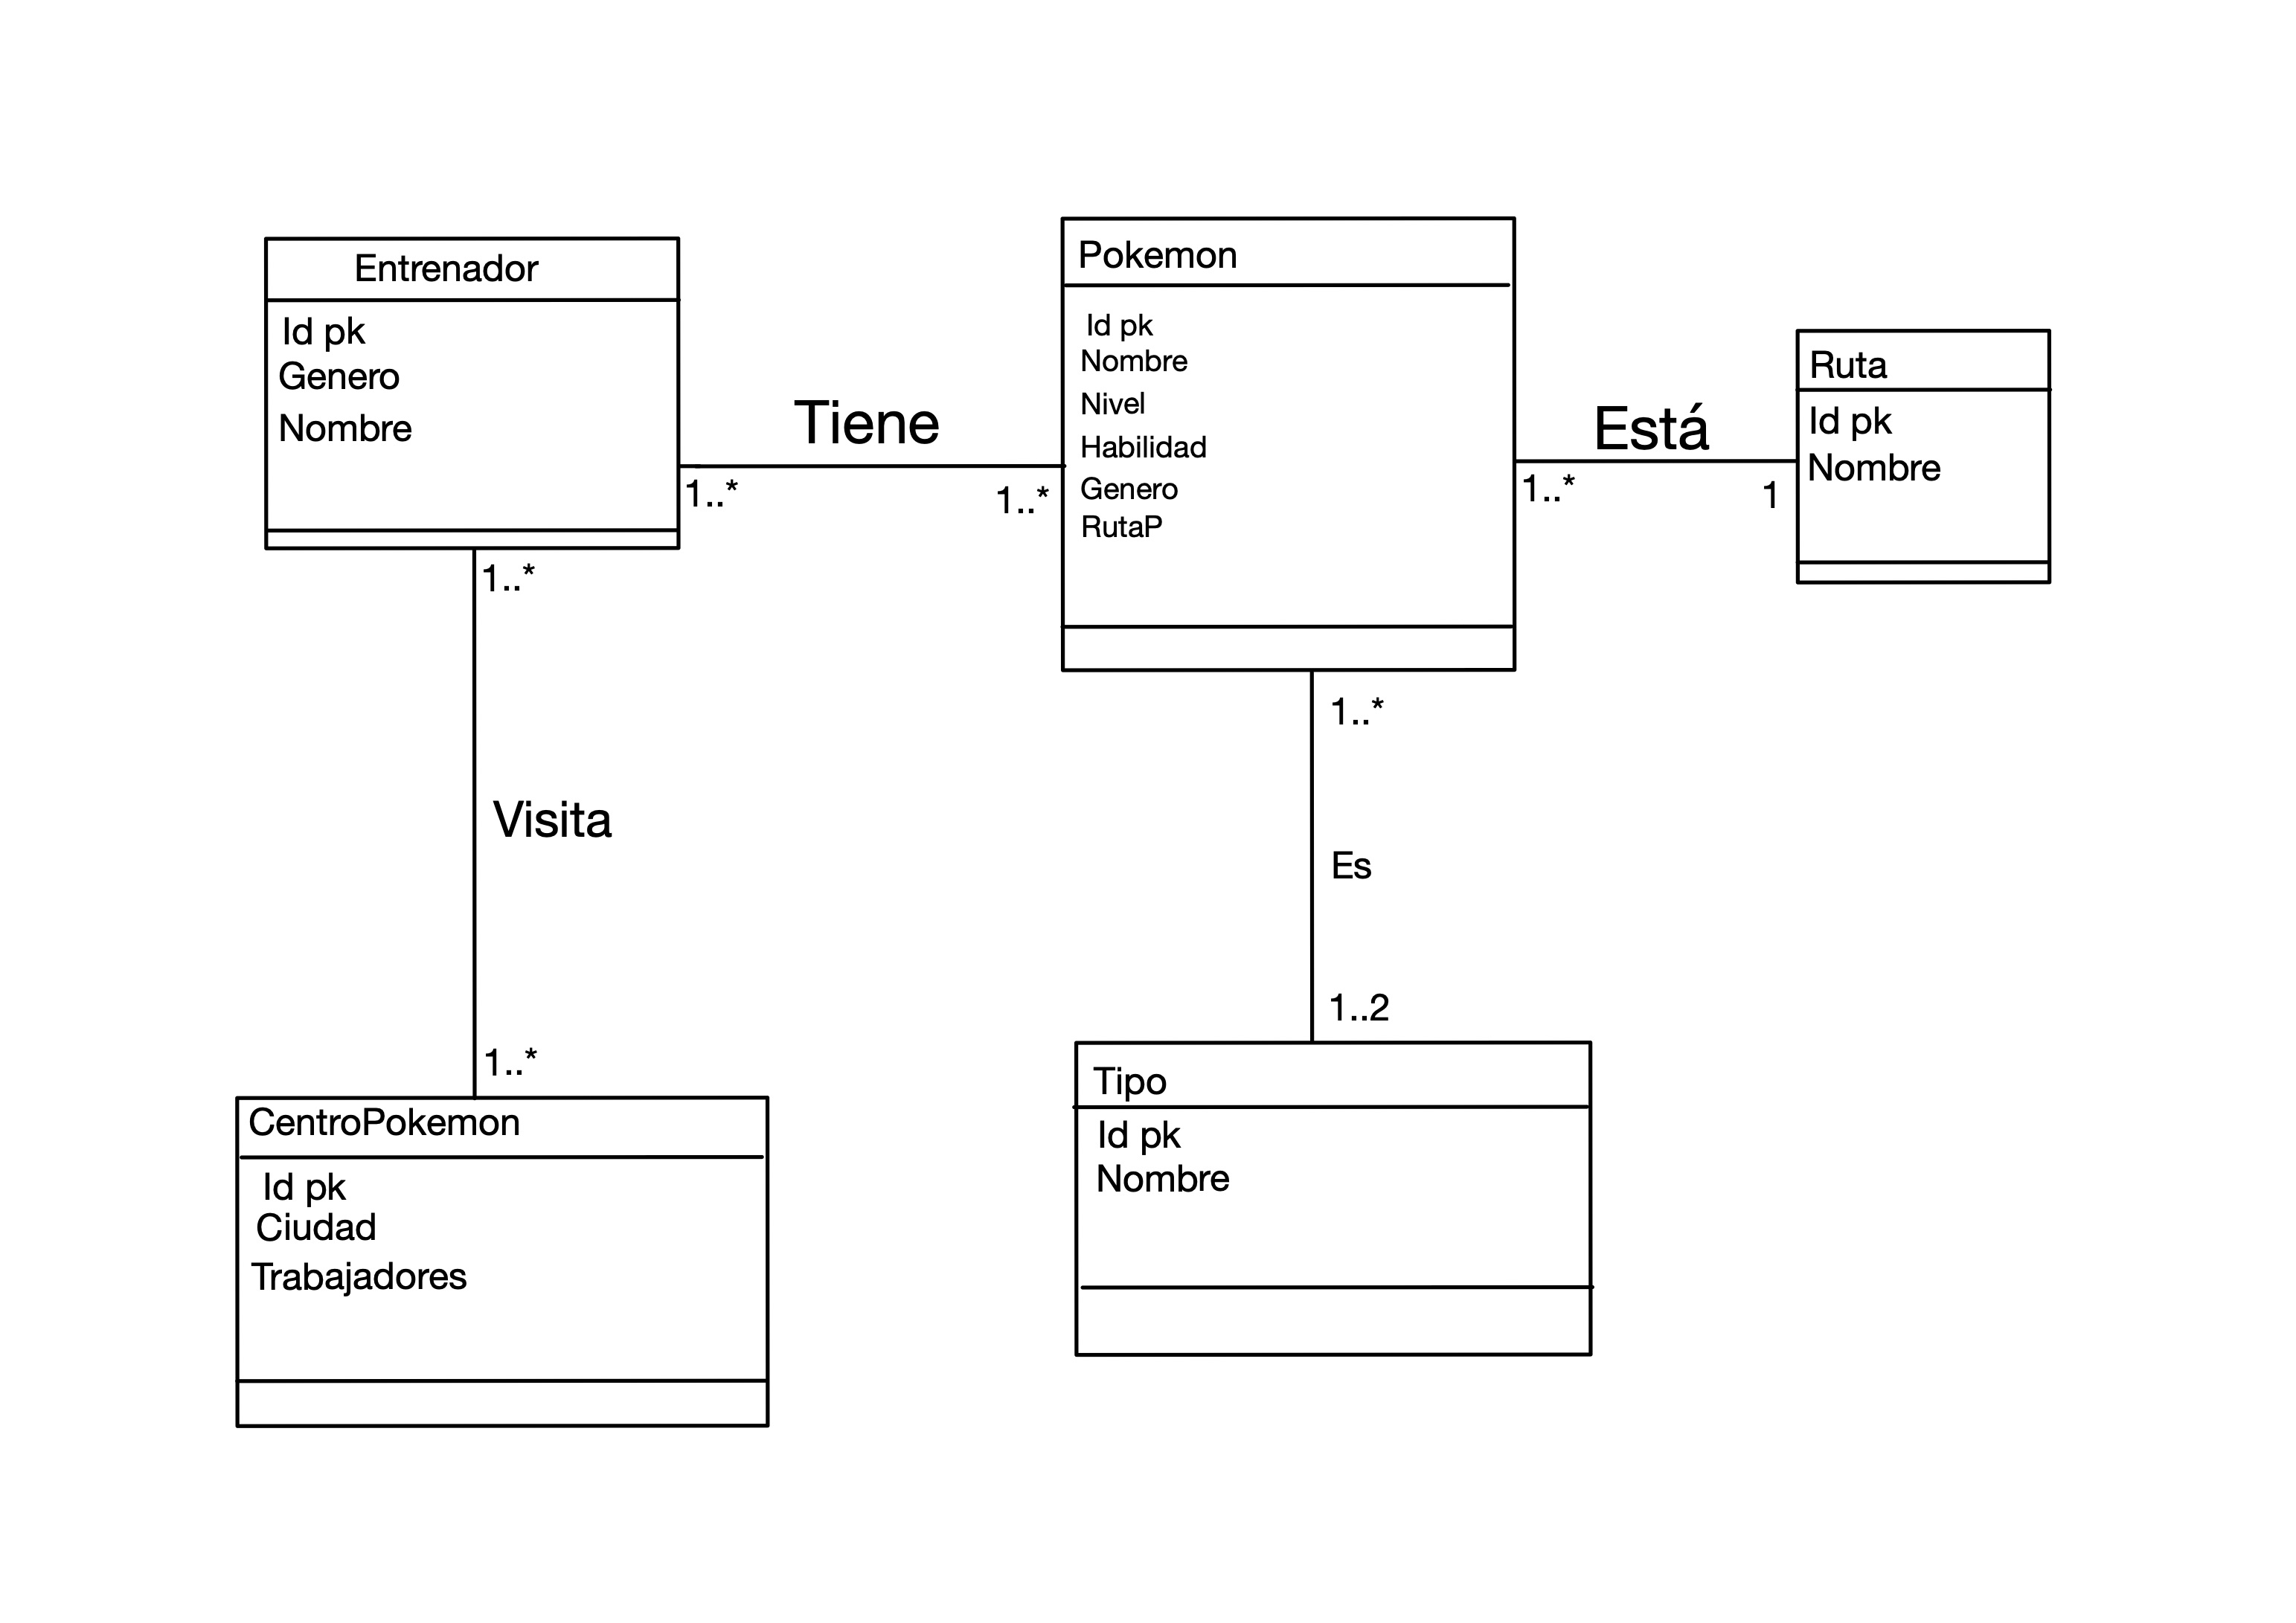 Entrenador
Id pk
Genero
Nombre
Tiene
1..*
1..*
Pokemon
Id pk
Nombre
Nivel
Habilidad
Genero
RutaP
Está
1..*
1
Ruta
Id pk
Nombre
1..*
Visita
1..*
CentroPokemon
Id pk
Ciudad
Trabajadores
1..*
Es
1..2
Tipo
Id pk
Nombre